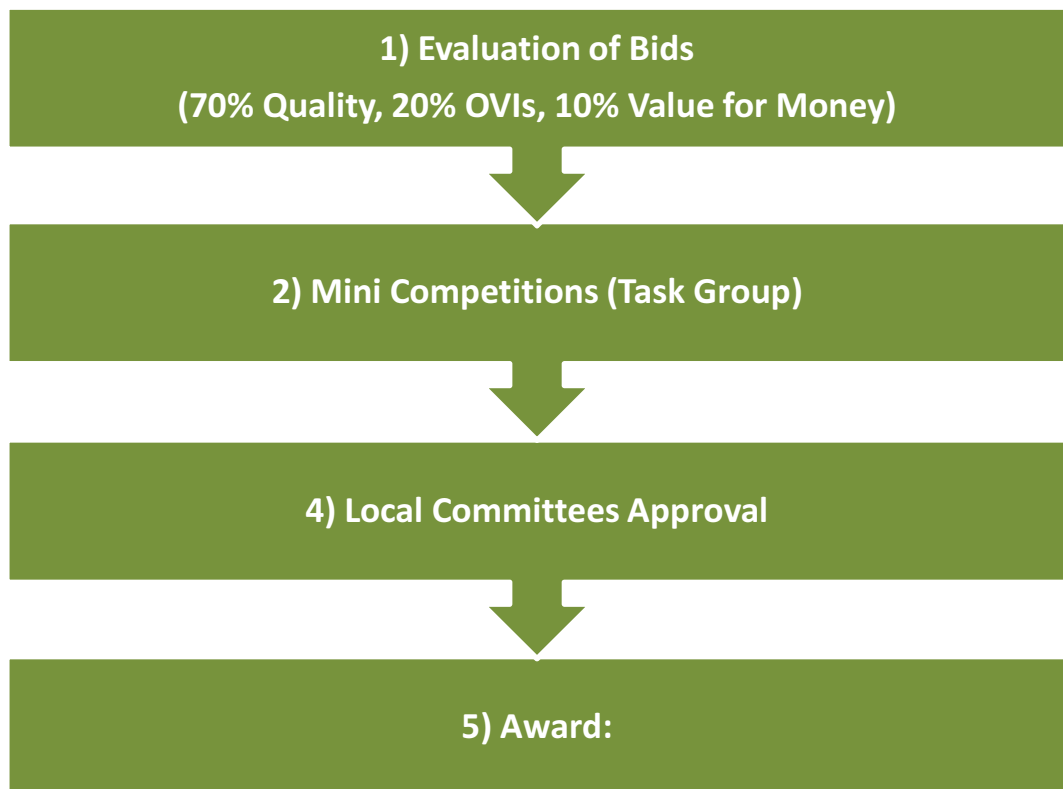 1) Evaluation of Bids
(70% Quality, 20% OVIs, 10% Value for Money)
2) Mini Competitions (Task Group)
4) Local Committees Approval
5) Award: